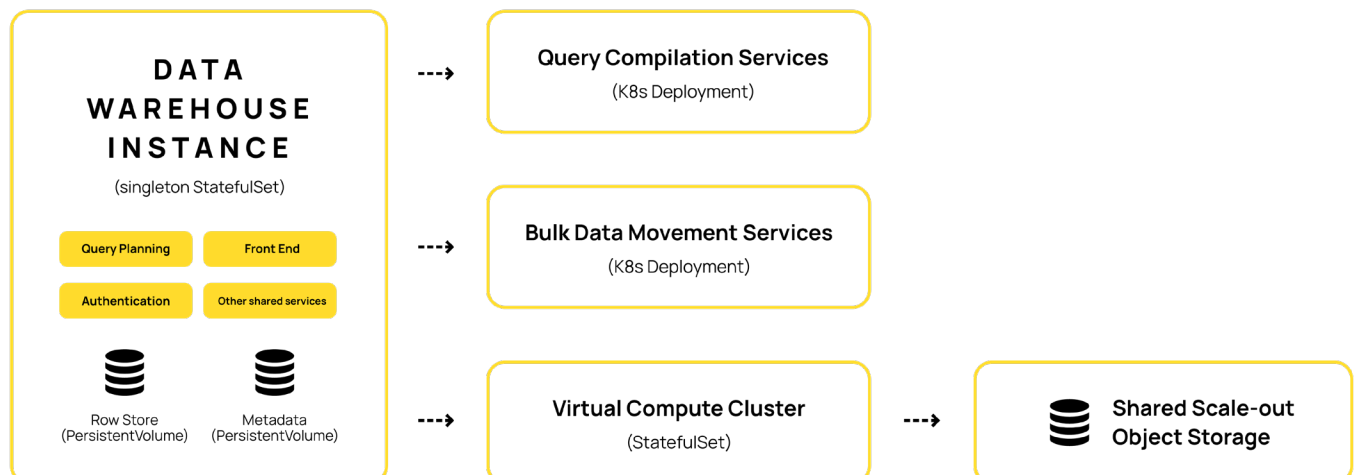 DATA
WAREHOUSE
INSTANCE
(singleton StatefulSet)
Query Planning
Front End
Authentication
Other shared services
Row Store
(PersistentVolume)
Metadata
(PersistentVolume)
Query Compilation Services
(K8s Deployment)
Bulk Data Movement Services
(K8s Deployment)
Virtual Compute Cluster
(StatefulSet)
Shared Scale-out
Object Storage